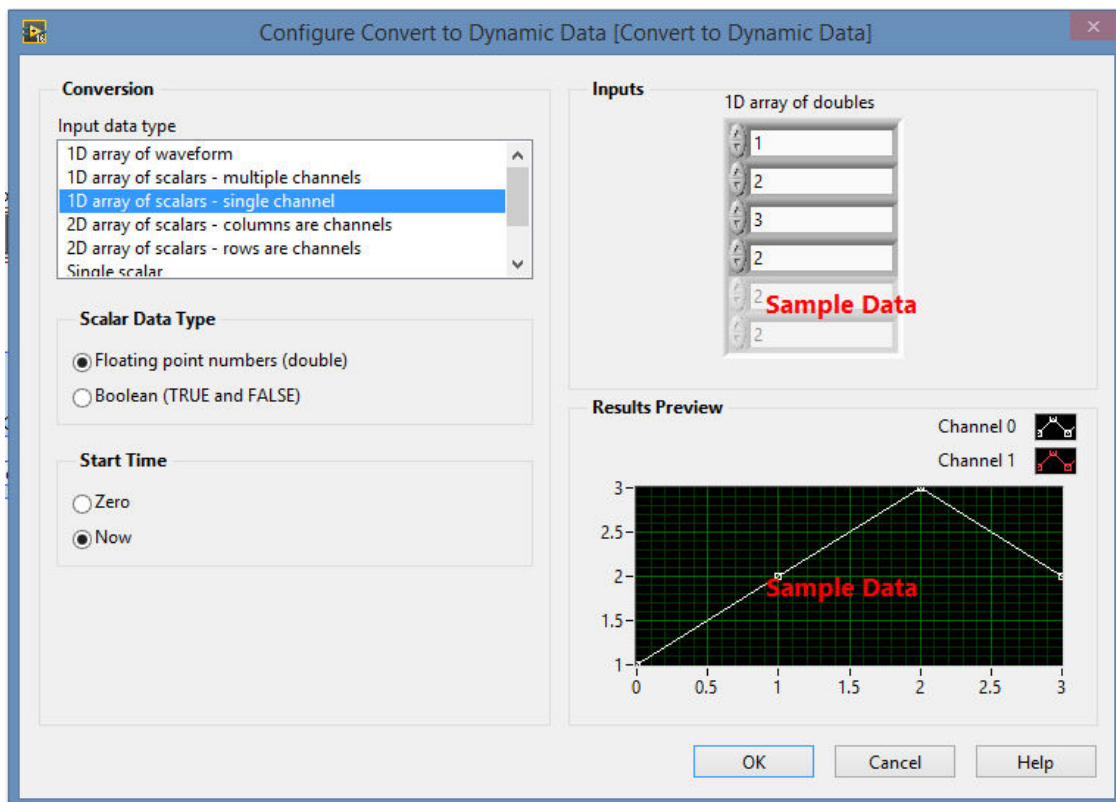 Configure Convert to Dynamic Data [Convert to Dynamic Data]
Conversion
Input data type
1D array of waveform
1D array of scalars - multiple channels
1D array of scalars - single channel
2D array of scalars - columns are channels
2D array of scalars - rows are channels
Single scalar
Scalar Data Type
Floating point numbers (double)
Boolean (TRUE and FALSE)
Start Time
Zero
Now
Inputs
1D array of doubles
1
2
3
2
2
Sample Data
2
Results Preview
Channel 0
Channel 1
3
2.5
2
1.5
1
Sample Data
0 0.5 1 1.5 2 2.5 3
OK Cancel Help